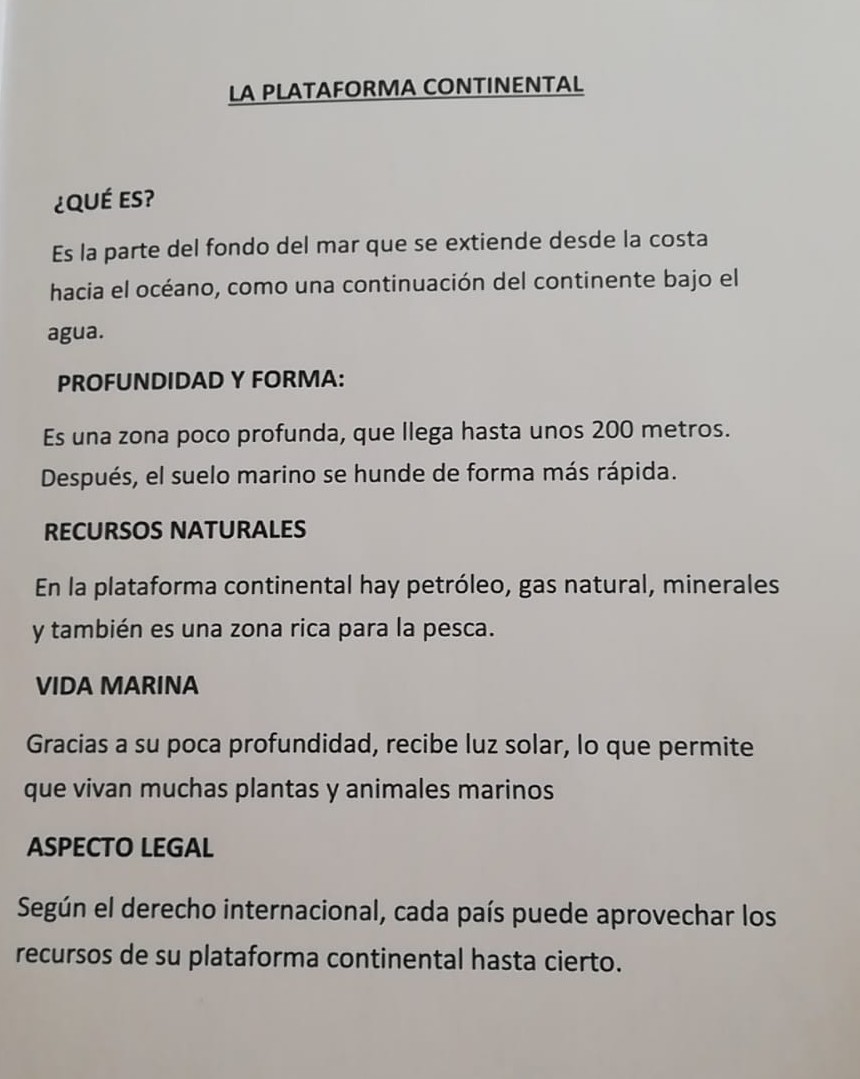 LA PLATAFORMA CONTINENTAL
¿QUÉ ES?
Es la parte del fondo del mar que se extiende desde la costa
hacia el océano, como una continuación del continente bajo el
agua.
PROFUNDIDAD Y FORMA:
Es una zona poco profunda, que llega hasta unos 200 metros.
Después, el suelo marino se hunde de forma más rápida.
RECURSOS NATURALES
En la plataforma continental hay petróleo, gas natural, minerales
y también es una zona rica para la pesca.
VIDA MARINA
Gracias a su poca profundidad, recibe luz solar, lo que permite
que vivan muchas plantas y animales marinos
ASPECTO LEGAL
Según el derecho internacional, cada país puede aprovechar los
recursos de su plataforma continental hasta cierto.